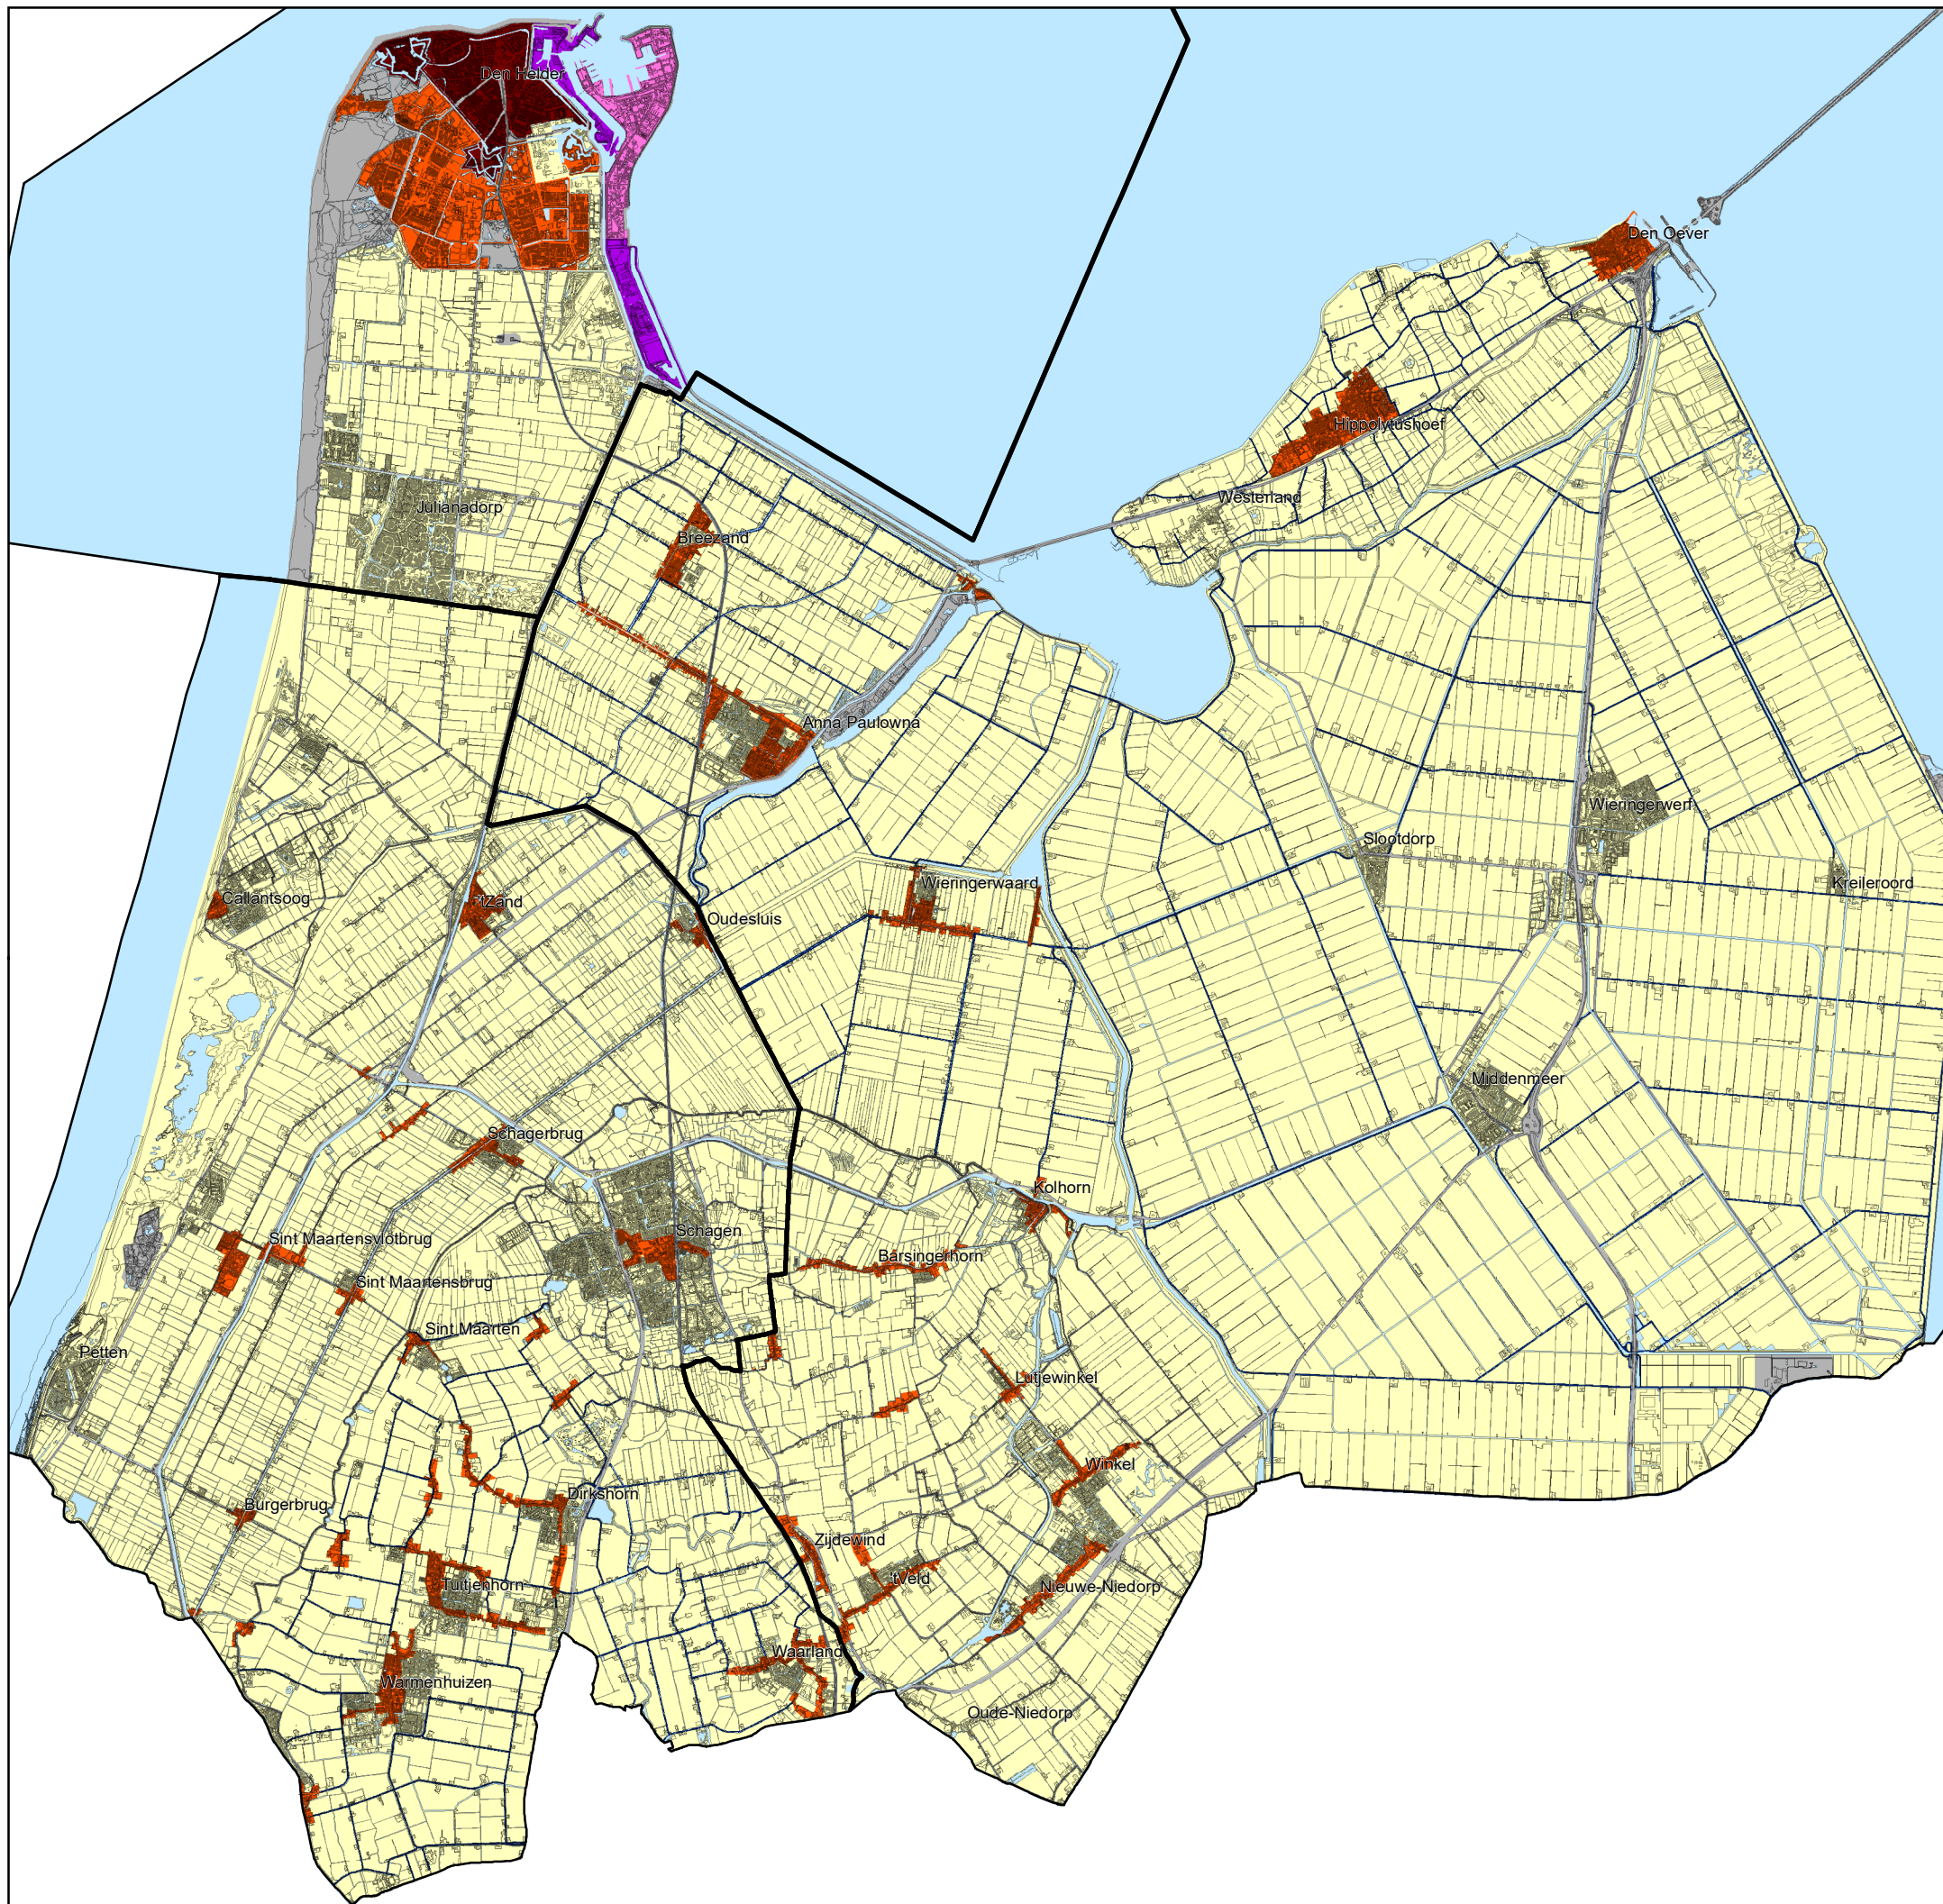 Den Helder
Den Oever
Hippolytushoef
Westerland
Julianadorp
Breezand
Anna Paulowna
Wieringerwerf
Slootdorp
Wieringerwaard
Kreileroord
Callantsoog
'tZand
Oudesluis
Middenmeer
Schagerbrug
Kolhorn
Schagen
Sint Maartensvlotbrug
Barsingerhorn
Sint Maartensbrug
Sint Maarten
Petten
Lutjewinkel
Winkel
Dirkshorn
Burgerbrug
Zijdewind
'tVeld
Tuitjenhorn
Nieuwe-Niedorp
Waarland
Warmenhuizen
Oude-Niedorp